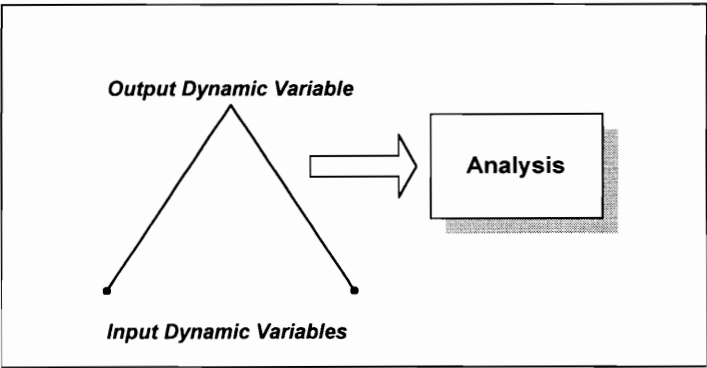 Output Dynamic Variable
Analysis
Input Dynamic Variables